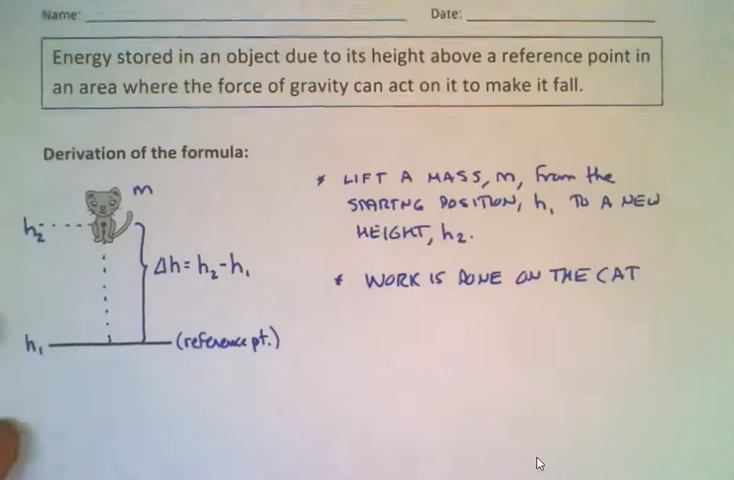 Name: Date:
Energy stored in an object due to its height above a reference point in
an area where the force of gravity can act on it to make it fall.
Derivation of the formula:
m
h₂
Δh = h₂ - h₁
h₁ (reference pt.)
* LIFT A MASS, m, From the
STARTNG POSITION, h, TO A NEW
HEIGHT, h₂.
* WORK IS DONE ON THE CAT